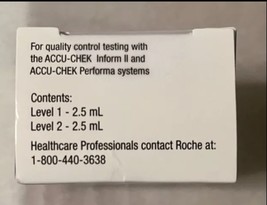 For quality control testing with
the ACCU-CHEK Inform II and
ACCU-CHEK Performa systems
Contents:
Level 1 - 2.5 mL
Level 2 - 2.5 mL
Healthcare Professionals contact Roche at:
1-800-440-3638